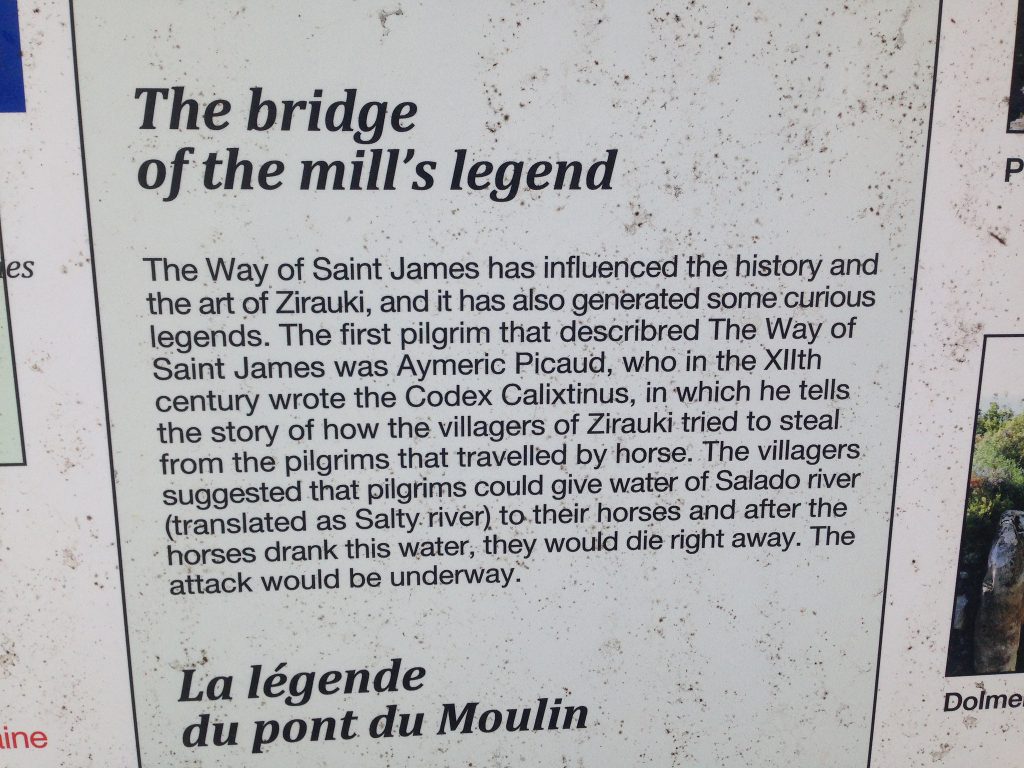 The bridge
of the mill's legend
The Way of Saint James has influenced the history and
the art of Zirauki, and it has also generated some curious
legends. The first pilgrim that describred The Way of
Saint James was Aymeric Picaud, who in the XIIth
century wrote the Codex Calixtinus, in which he tells
the story of how the villagers of Zirauki tried to steal
from the pilgrims that travelled by horse. The villagers
suggested that pilgrims could give water of Salado river
(translated as Salty river) to their horses and after the
horses drank this water, they would die right away. The
attack would be underway.
La légende
du pont du Moulin
es
aine
P
Dolme